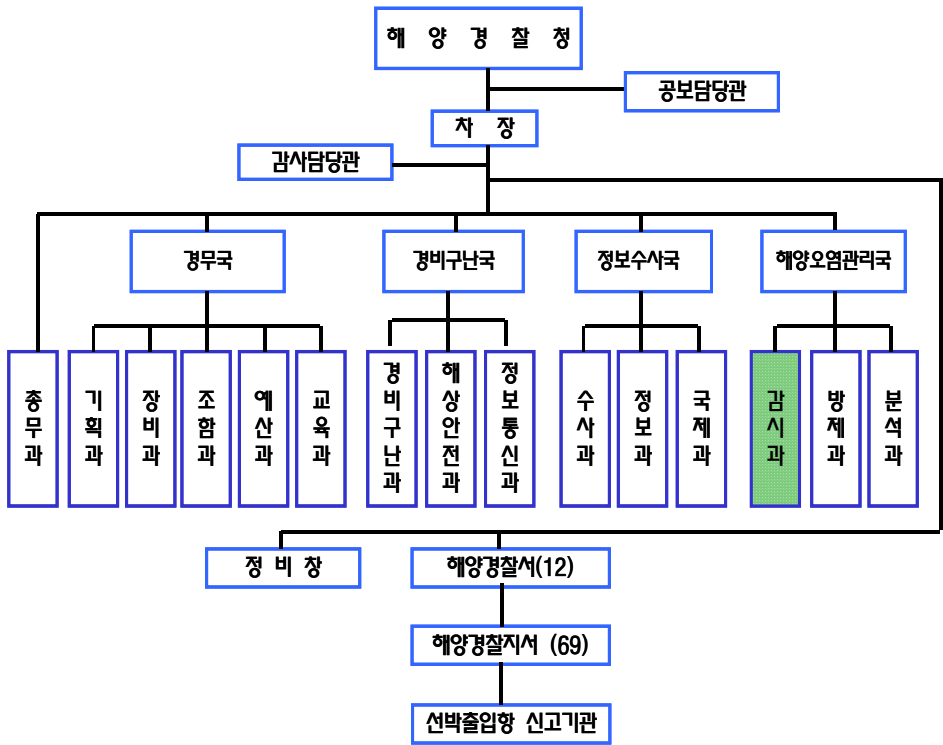 해 양 경 찰 청
공보담당관
차 장
감사담당관
경무국
경비구난국
정보수사국
해양오염관리국
총무과
기획과
장비과
조함과
예산과
교육과
경비구난과
해상안전과
정보통신과
수사과
정보과
국제과
감시과
방제과
분석과
정 비 창
해양경찰서(12)
해양경찰지서 (69)
선박출입항 신고기관